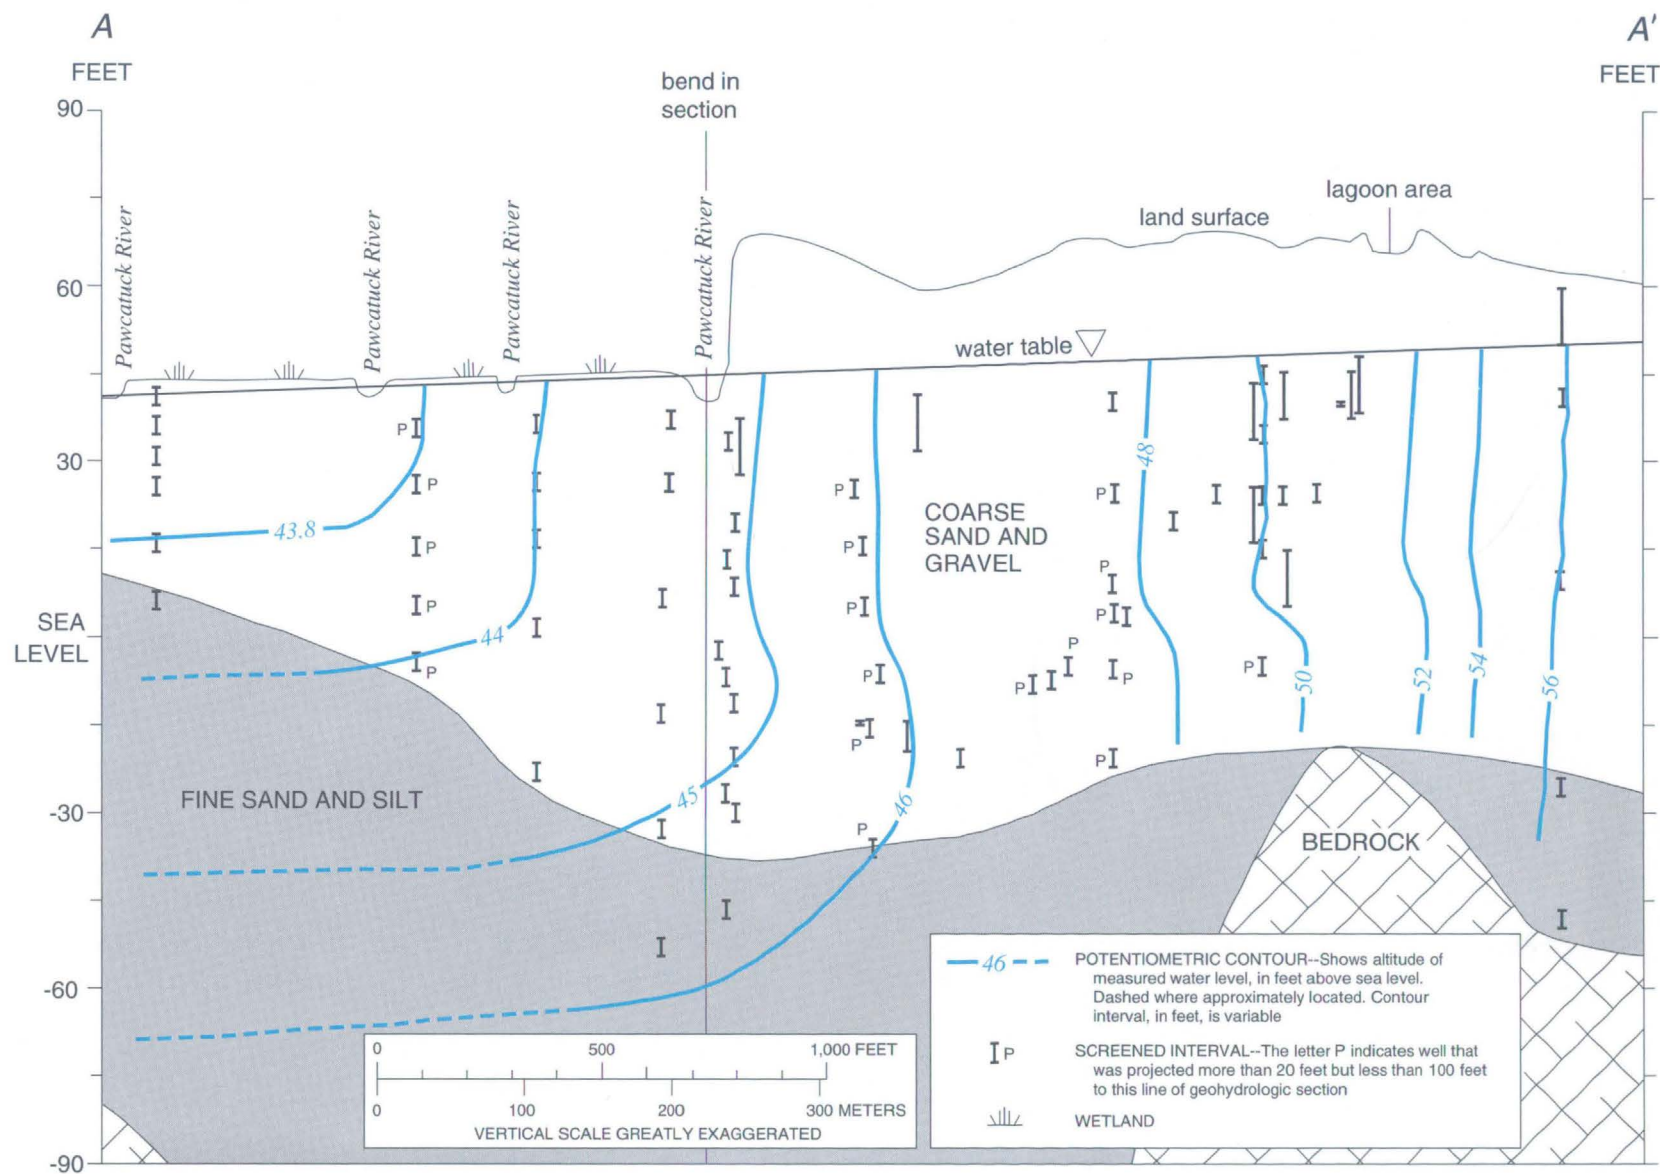 A
A'
FEET
FEET
bend in
section
90
lagoon area
land surface
Pawcatuck River
Pawcatuck River
Pawcatuck River
Pawcatuck River
60
water table
30
P
P
P
P
P
43.8
44
45
46
48
50
52
54
56
P
P
P
P
P
P
COARSE
SAND AND
GRAVEL
P
P
P
P
P
P
P
P
P
SEA
LEVEL
FINE SAND AND SILT
-30
BEDROCK
-60
-90
46
POTENTIOMETRIC CONTOUR--Shows altitude of
measured water level, in feet above sea level.
Dashed where approximately located. Contour
interval, in feet, is variable
P
SCREENED INTERVAL--The letter P indicates well that
was projected more than 20 feet but less than 100 feet
to this line of geohydrologic section
WETLAND
0 500 1,000 FEET
0 100 200 300 METERS
VERTICAL SCALE GREATLY EXAGGERATED